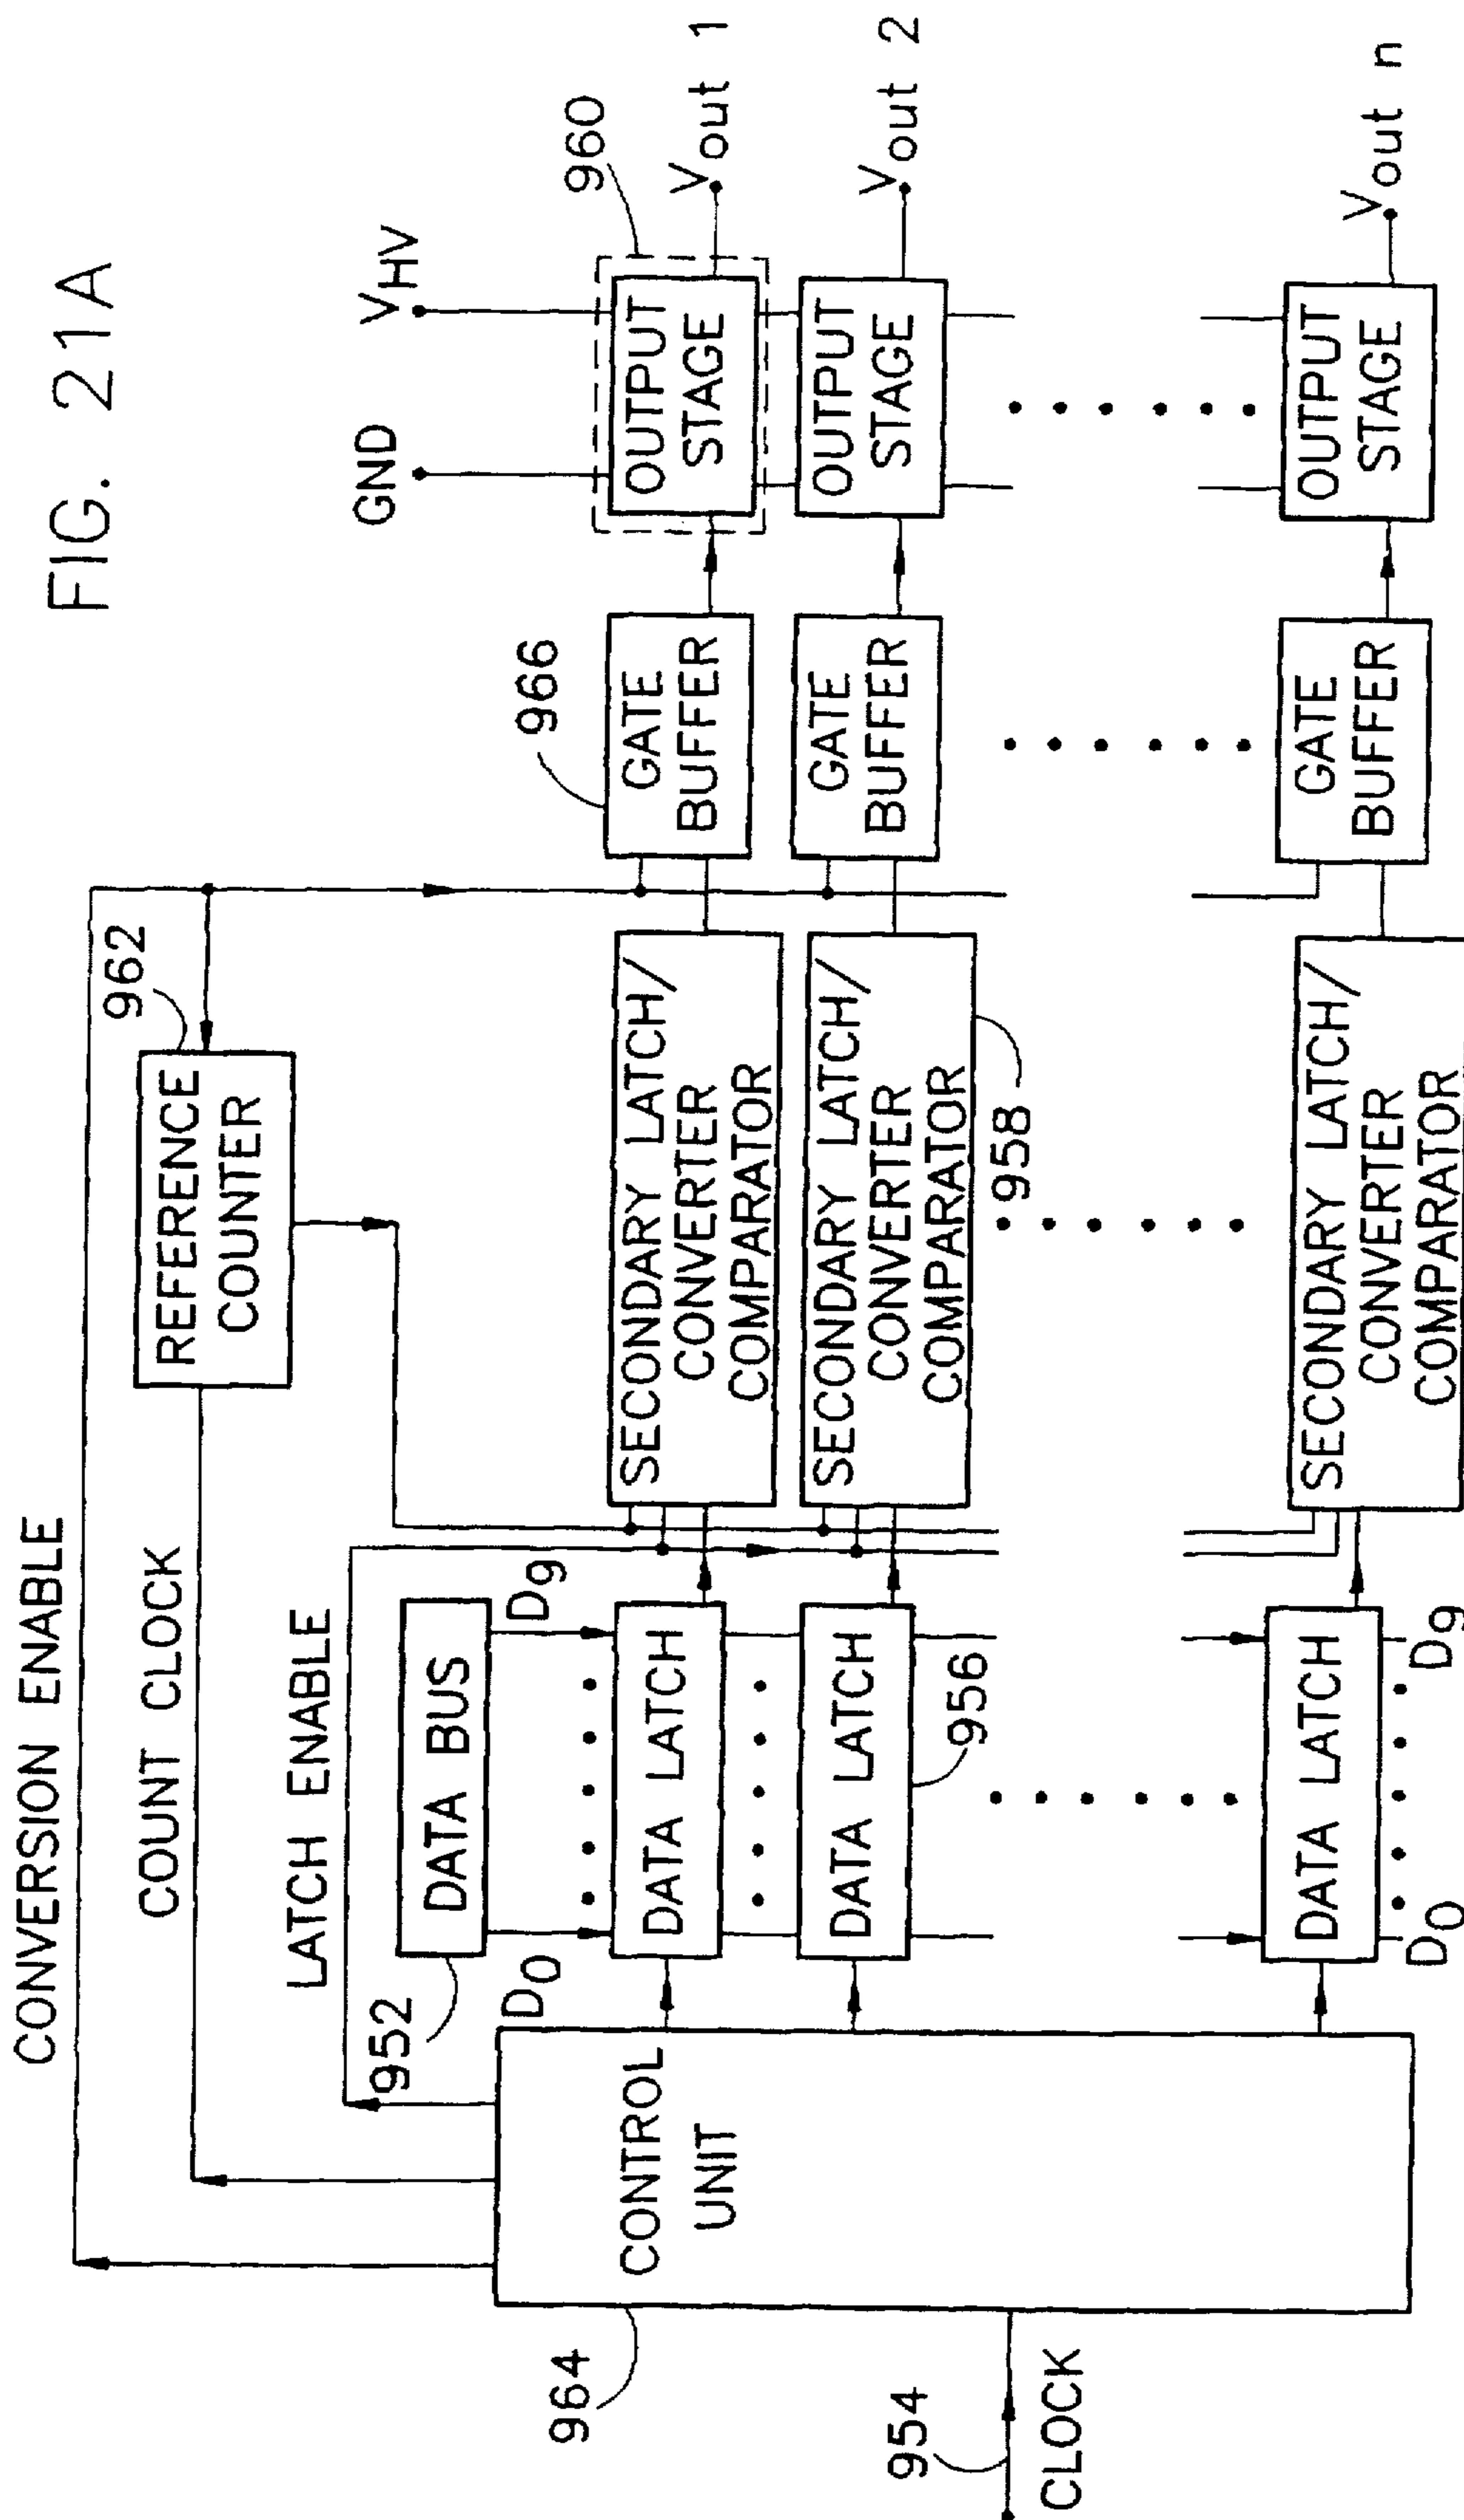 FIG. 21A
CONVERSION ENABLE
COUNT CLOCK
REFERENCE
COUNTER
962
LATCH ENABLE
952
DATA BUS
GND
VHV
D0
D9
966
960
964
CONTROL
UNIT
DATA LATCH
SECONDARY LATCH/
CONVERTER
COMPARATOR
GATE
BUFFER
OUTPUT
STAGE
Vout 1
DATA LATCH
SECONDARY LATCH/
CONVERTER
COMPARATOR
GATE
BUFFER
OUTPUT
STAGE
Vout 2
954
CLOCK
956
958
DATA LATCH
SECONDARY LATCH/
CONVERTER
COMPARATOR
GATE
BUFFER
OUTPUT
STAGE
Vout n
D0
D9